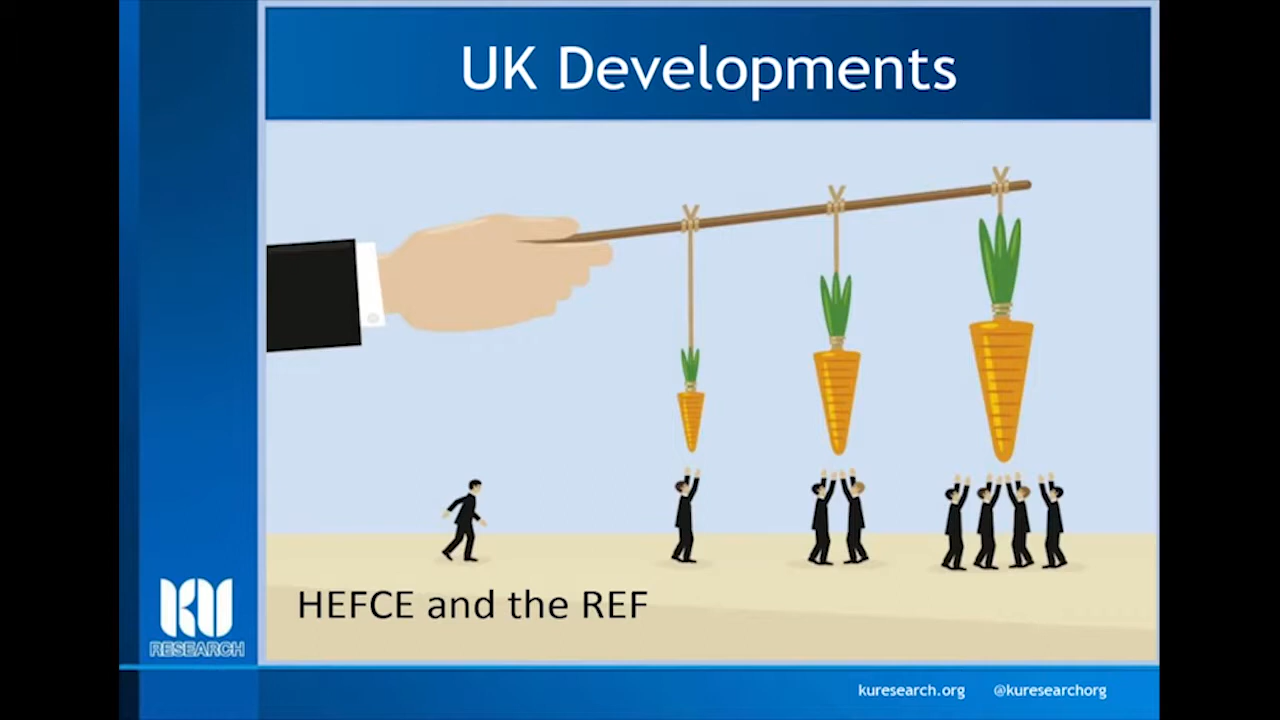 UK Developments
HEFCE and the REF
KU
RESEARCH
kuresearch.org @kuresearchorg